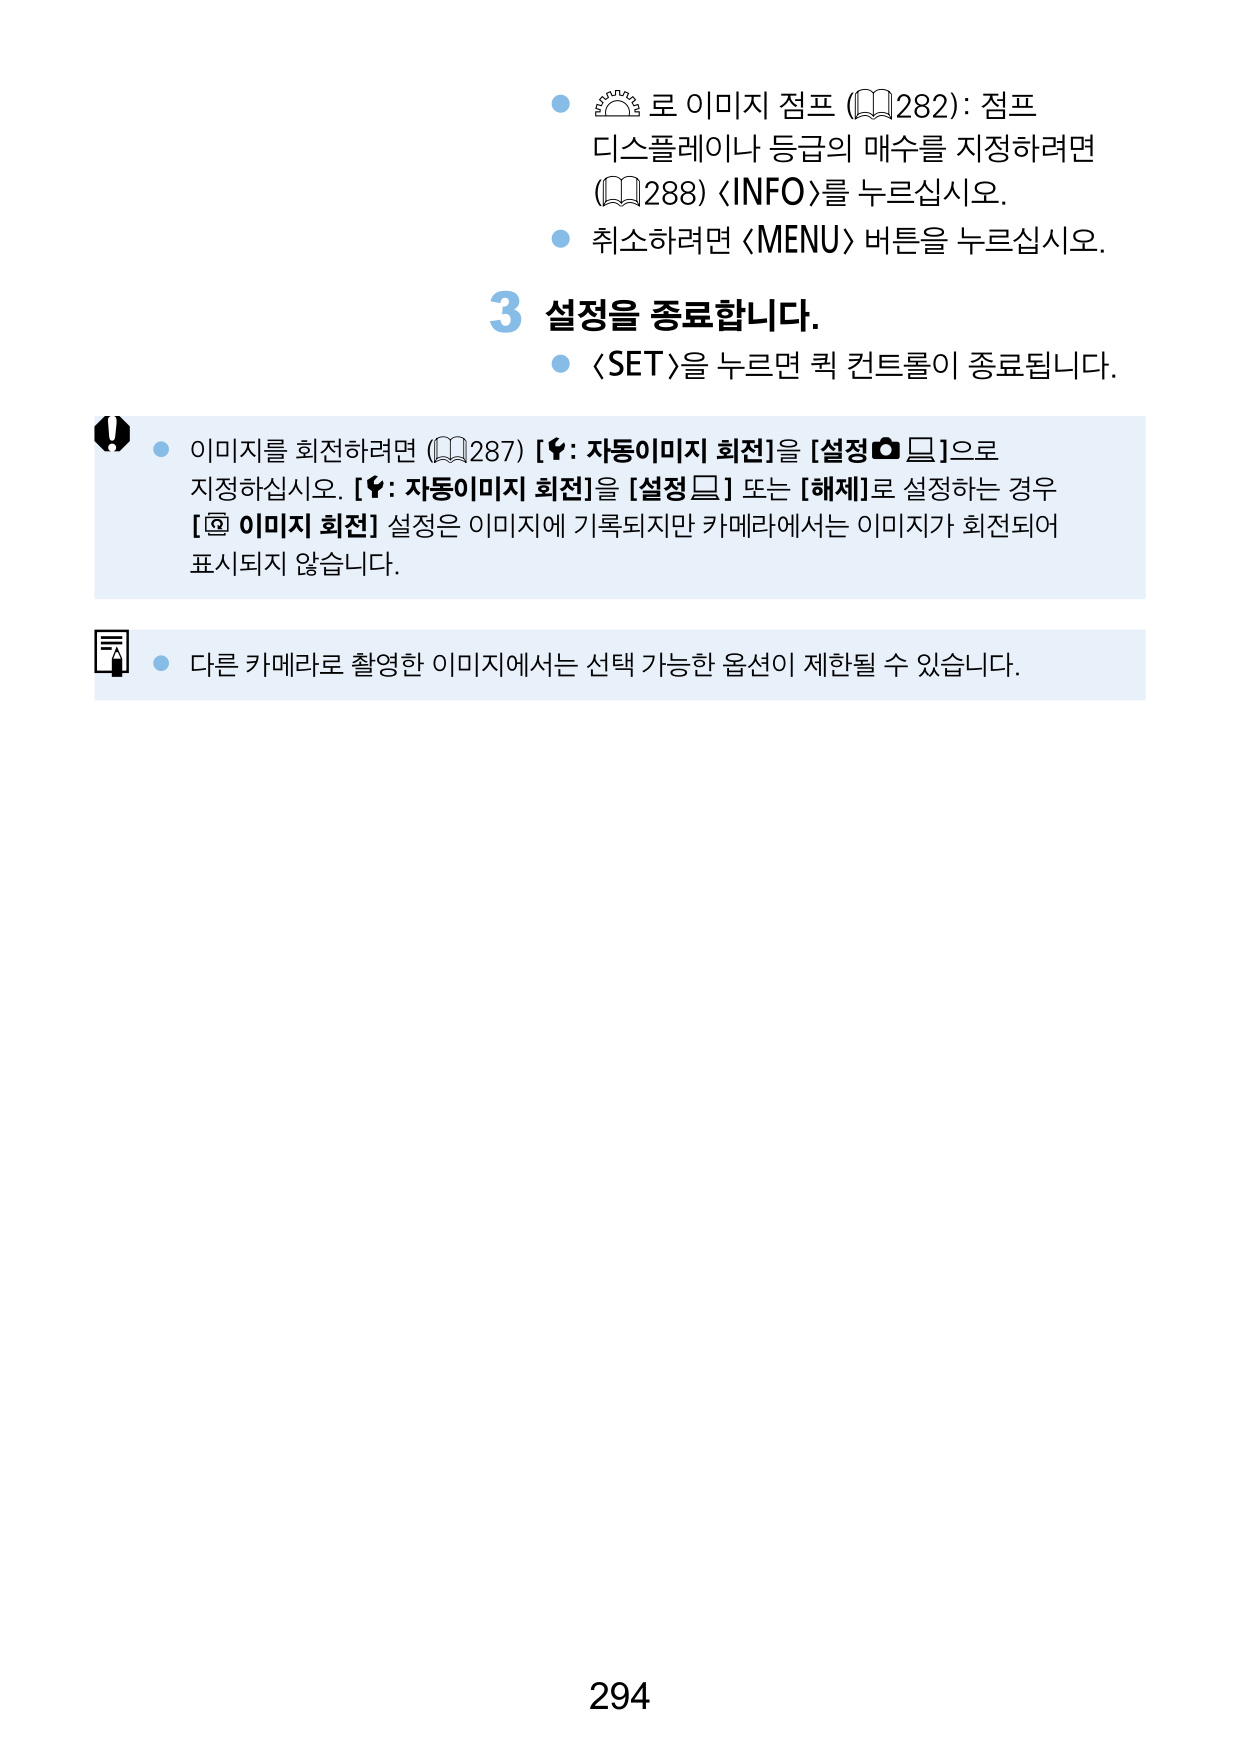 로 이미지 점프 (282): 점프
디스플레이나 등급의 매수를 지정하려면
(288) <INFO>를 누르십시오.
취소하려면 <MENU> 버튼을 누르십시오.
3 설정을 종료합니다.
<SET>을 누르면 퀵 컨트롤이 종료됩니다.
이미지를 회전하려면 (287) [: 자동이미지 회전]을 [설정]으로
지정하십시오. [: 자동이미지 회전]을 [설정] 또는 [해제]로 설정하는 경우
[이미지 회전] 설정은 이미지에 기록되지만 카메라에서는 이미지가 회전되어
표시되지 않습니다.
다른 카메라로 촬영한 이미지에서는 선택 가능한 옵션이 제한될 수 있습니다.
294